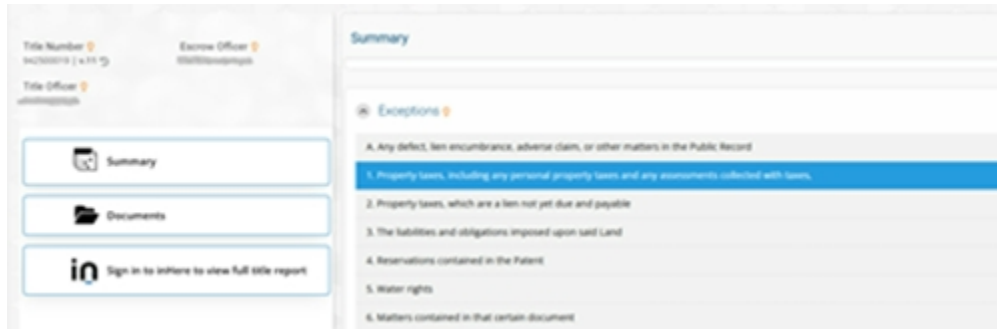 Title Number
Escrow Officer
Title Officer
Summary
Documents
in Sign in to inHere to view full title report
Summary
Exceptions
A. Any defect, lien encumbrance, adverse claim, or other matters in the Public Record
1. Property taxes, including any personal property taxes and any assessments collected with taxes,
2. Property taxes, which are a lien not yet due and payable
3. The liabilities and obligations imposed upon said Land
4. Reservations contained in the Patent
5. Water rights
6. Matters contained in that certain document